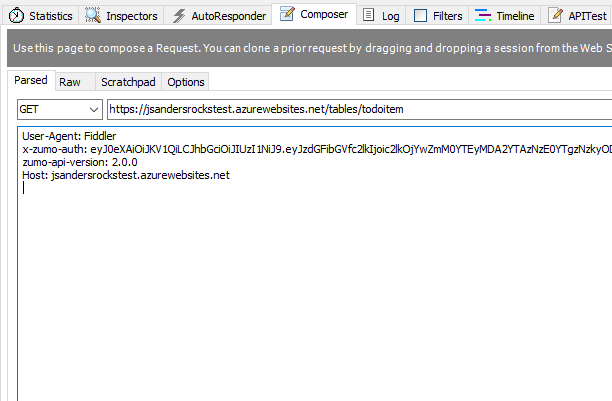 Statistics Inspectors AutoResponder Composer Log Filters Timeline APITest
Use this page to compose a Request. You can clone a prior request by dragging and dropping a session from the Web S
Parsed Raw Scratchpad Options
GET https://jsandersrockstest.azurewebsites.net/tables/todoitem
User-Agent: Fiddler
x-zumo-auth: eyJ0eXAiOiJKV1QiLCJhbGciOiJIUzI1NiJ9.eyJzdGFibGVfc2lkIjoic2lkOjYwZmM0YTEyMDA2YTAzNzE0YTgzNzkyOD
zumo-api-version: 2.0.0
Host: jsandersrockstest.azurewebsites.net